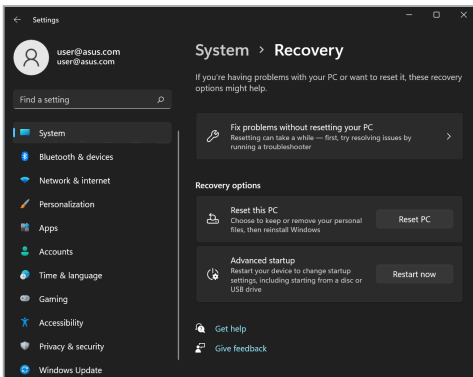 Settings
user@asus.com
user@asus.com
Find a setting
System
Bluetooth & devices
Network & internet
Personalization
Apps
Accounts
Time & language
Gaming
Accessibility
Privacy & security
Windows Update
System > Recovery
If you're having problems with your PC or want to reset it, these recovery
options might help.
Fix problems without resetting your PC
Resetting can take a while — first, try resolving issues by
running a troubleshooter
Recovery options
Reset this PC
Choose to keep or remove your personal
files, then reinstall Windows
Reset PC
Advanced startup
Restart your device to change startup
settings, including starting from a disc or
USB drive
Restart now
Get help
Give feedback